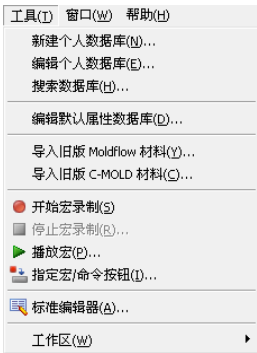 工具(T) 窗口(W) 帮助(H)
新建个人数据库(N)...
编辑个人数据库(E)...
搜索数据库(H)...
编辑默认属性数据库(D)...
导入旧版 Moldflow 材料(Y)...
导入旧版 C-MOLD 材料(C)...
开始宏录制(S)
停止宏录制(R)...
播放宏(P)...
指定宏/命令按钮(I)...
标准编辑器(A)...
工作区(W)